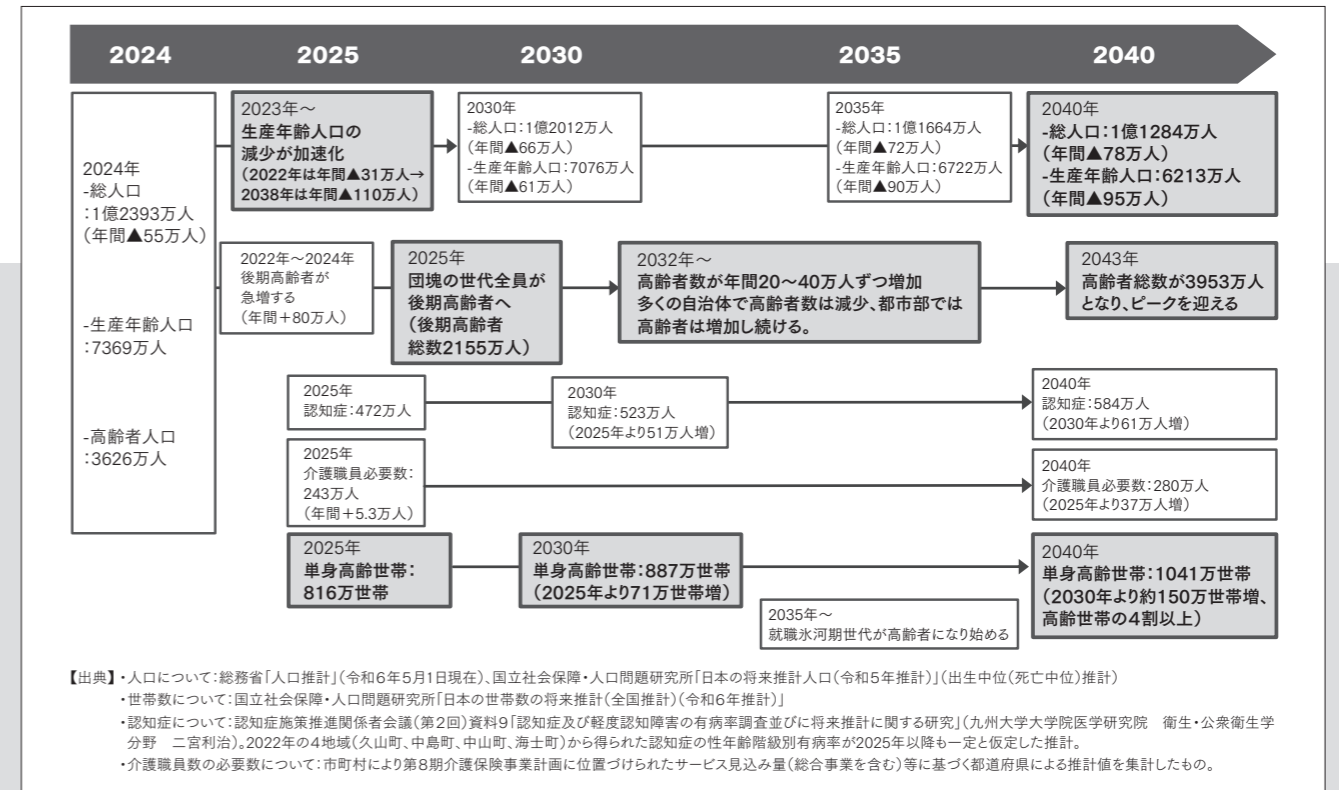 2024
2025
2030
2035
2040
2024年
-総人口
:1億2393万人
(年間▲55万人)
-生産年齢人口
:7369万人
-高齢者人口
:3626万人
2023年〜
生産年齢人口の
減少が加速化
(2022年は年間▲31万人→
2038年は年間▲110万人)
2030年
-総人口:1億2012万人
(年間▲66万人)
-生産年齢人口:7076万人
(年間▲61万人)
2035年
-総人口:1億1664万人
(年間▲72万人)
-生産年齢人口:6722万人
(年間▲90万人)
2040年
-総人口:1億1284万人
(年間▲78万人)
-生産年齢人口:6213万人
(年間▲95万人)
2022年〜2024年
後期高齢者が
急増する
(年間+80万人)
2025年
団塊の世代全員が
後期高齢者へ
(後期高齢者
総数2155万人)
2032年〜
高齢者数が年間20〜40万人ずつ増加
多くの自治体で高齢者数は減少、都市部では
高齢者は増加し続ける。
2043年
高齢者総数が3953万人
となり、ピークを迎える
2025年
認知症:472万人
2030年
認知症:523万人
(2025年より51万人増)
2040年
認知症:584万人
(2030年より61万人増)
2025年
介護職員必要数:
243万人
(年間+5.3万人)
2040年
介護職員必要数:280万人
(2025年より37万人増)
2025年
単身高齢世帯:
816万世帯
2030年
単身高齢世帯:887万世帯
(2025年より71万世帯増)
2035年〜
就職氷河期世代が高齢者になり始める
2040年
単身高齢世帯:1041万世帯
(2030年より約150万世帯増、
高齢世帯の4割以上)
【出典】・人口について:総務省「人口推計」(令和6年5月1日現在)、国立社会保障・人口問題研究所「日本の将来推計人口(令和5年推計)」(出生中位(死亡中位)推計)
・世帯数について:国立社会保障・人口問題研究所「日本の世帯数の将来推計(全国推計)(令和6年推計)」
・認知症について:認知症施策推進関係者会議(第2回)資料9「認知症及び軽度認知障害の有病率調査並びに将来推計に関する研究」(九州大学大学院医学研究院 衛生・公衆衛生学
分野 二宮利治)。2022年の4地域(久山町、中島町、中山町、海士町)から得られた認知症の性年齢階級別有病率が2025年以降も一定と仮定した推計。
・介護職員数の必要数について:市町村により第8期介護保険事業計画に位置づけられたサービス見込み量(総合事業を含む)等に基づく都道府県による推計値を集計したもの。